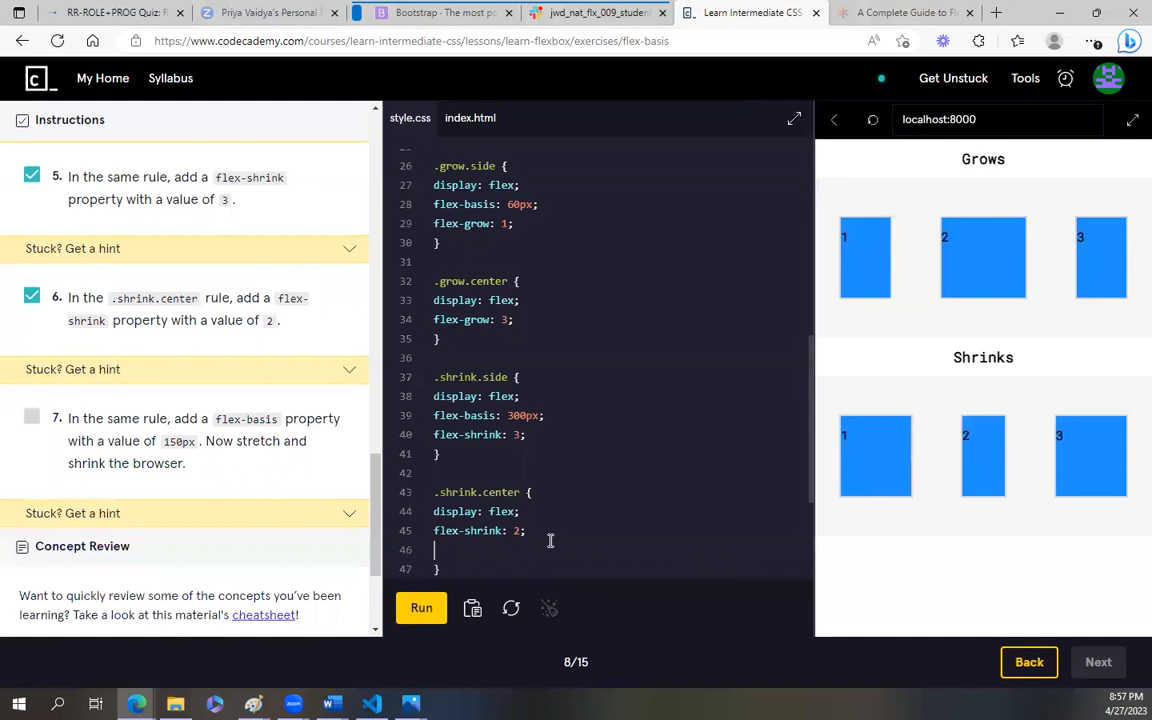 RR-ROLE+PROG Quiz: R
Priya Vaidya's Personal
Bootstrap - The most po
jwd_nat_flx_009_student
Learn Intermediate CSS
A Complete Guide to Fle
https://www.codecademy.com/courses/learn-intermediate-css/lessons/learn-flexbox/exercises/flex-basis
c_
My Home
Syllabus
Get Unstuck
Tools
Instructions
style.css
index.html
localhost:8000
5. In the same rule, add a flex-shrink
property with a value of 3.
Stuck? Get a hint
6. In the .shrink.center rule, add a flex-
shrink property with a value of 2.
Stuck? Get a hint
7. In the same rule, add a flex-basis property
with a value of 150px. Now stretch and
shrink the browser.
Stuck? Get a hint
Concept Review
Want to quickly review some of the concepts you've been
learning? Take a look at this material's cheatsheet!
26 .grow.side {
27 display: flex;
28 flex-basis: 60px;
29 flex-grow: 1;
30 }
31
32 .grow.center {
33 display: flex;
34 flex-grow: 3;
35 }
36
37 .shrink.side {
38 display: flex;
39 flex-basis: 300px;
40 flex-shrink: 3;
41 }
42
43 .shrink.center {
44 display: flex;
45 flex-shrink: 2;
46
47 }
Run
Grows
1 2 3
Shrinks
1 2 3
8/15
Back
Next
8:57 PM
4/27/2023